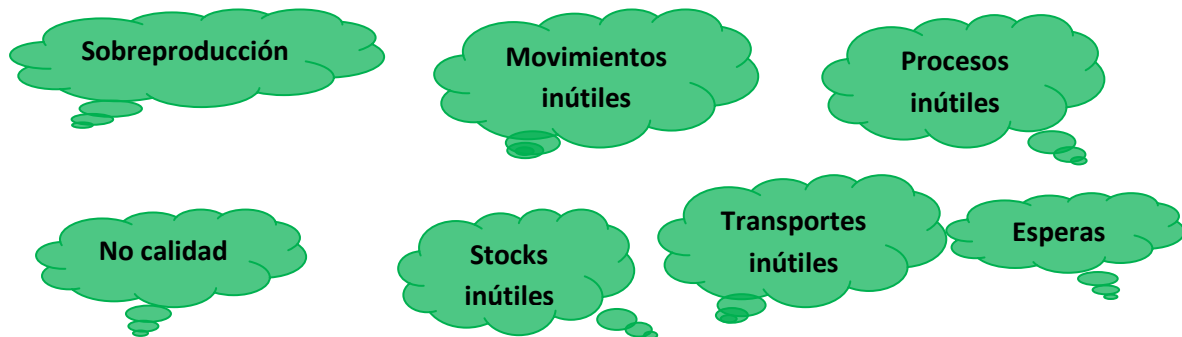 Sobreproducción
Movimientos
inútiles
Procesos
inútiles
No calidad
Stocks
inútiles
Transportes
inútiles
Esperas